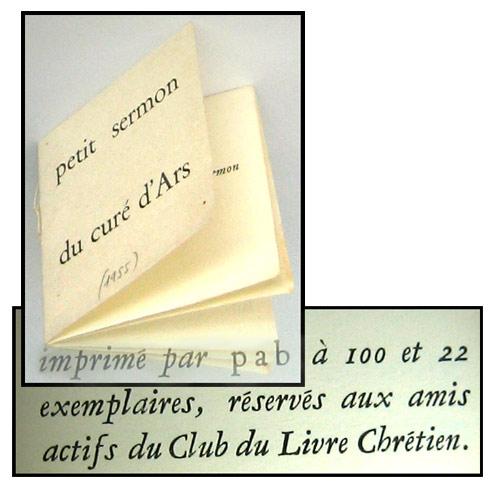 petit sermon
du curé d'Ars
(1955)
rmon
imprimé par pab à 100 et 22
exemplaires, réservés aux amis
actifs du Club du Livre Chrétien.